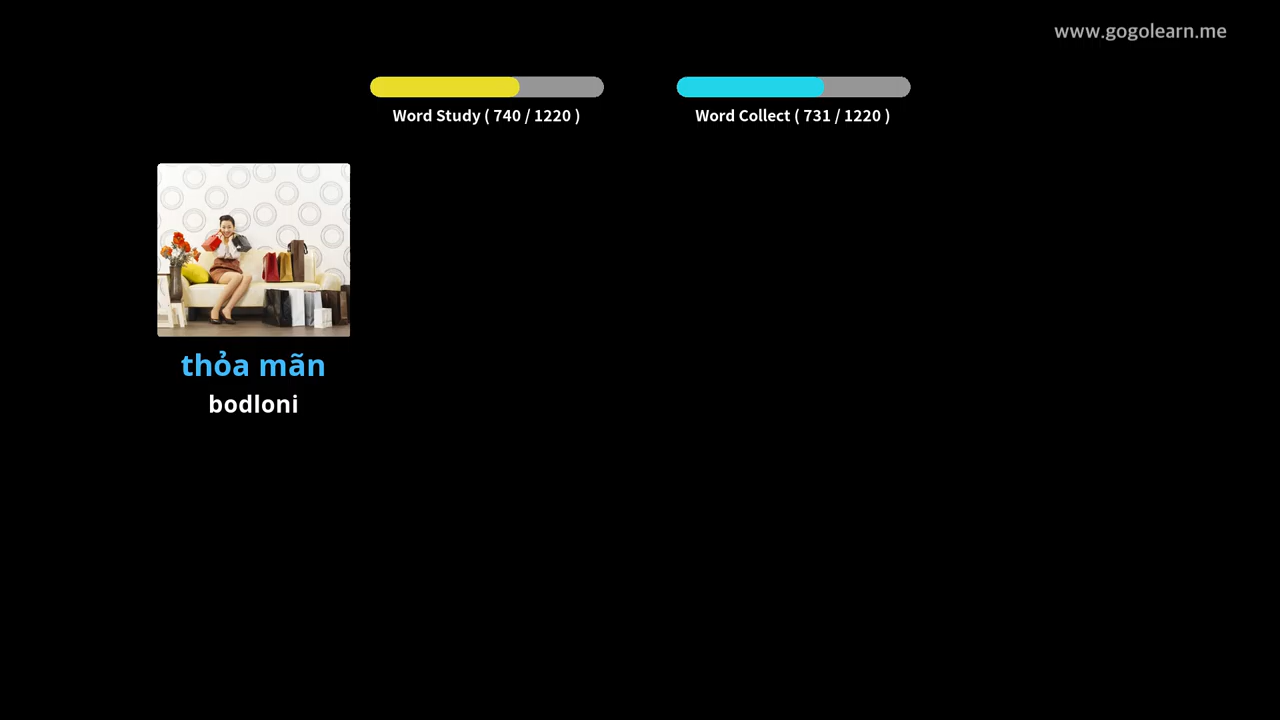 www.gogolearn.me
Word Study ( 740 / 1220 )
Word Collect ( 731 / 1220 )
thỏa mãn
bodloni